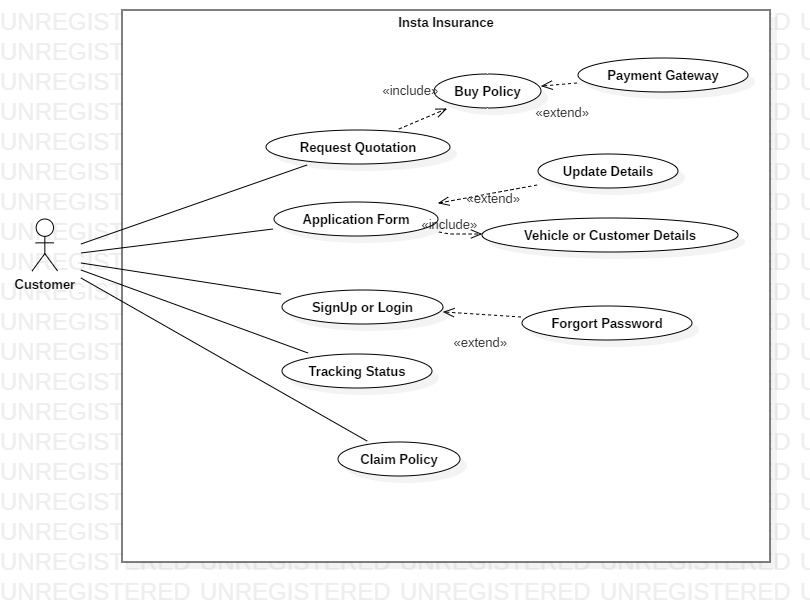 Insta Insurance
Payment Gateway
«include»
Buy Policy
«extend»
Request Quotation
Update Details
«extend»
Application Form
«include»
Vehicle or Customer Details
Customer
SignUp or Login
Forgort Password
«extend»
Tracking Status
Claim Policy
UNREGISTERED UNREGISTERED UNREGISTERED UNREGISTERED U